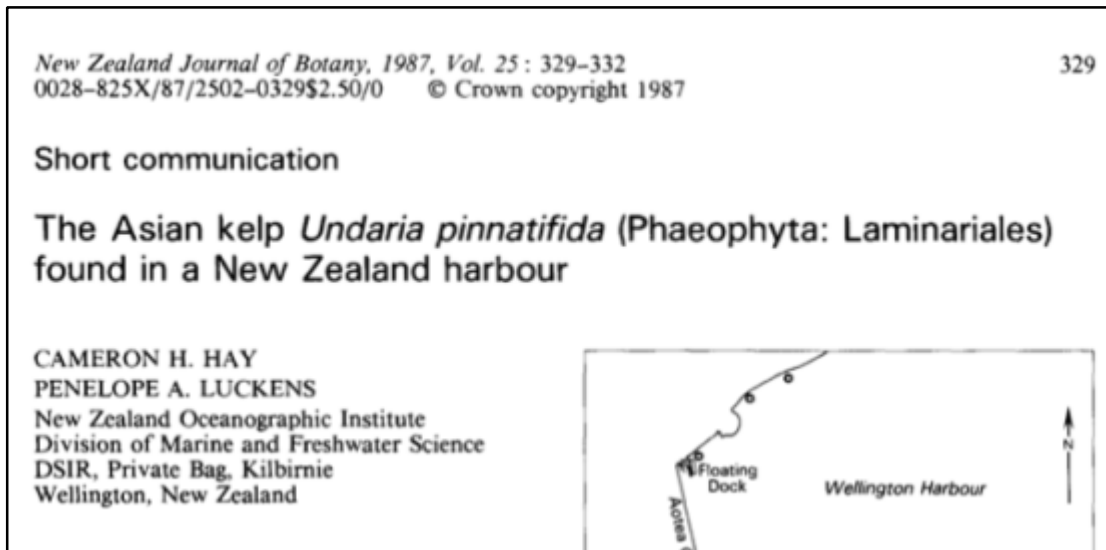 New Zealand Journal of Botany, 1987, Vol. 25 : 329–332
329
0028–825X/87/2502–0329$2.50/0 © Crown copyright 1987
Short communication
The Asian kelp Undaria pinnatifida (Phaeophyta: Laminariales)
found in a New Zealand harbour
CAMERON H. HAY
PENELOPE A. LUCKENS
New Zealand Oceanographic Institute
Division of Marine and Freshwater Science
DSIR, Private Bag, Kilbirnie
Wellington, New Zealand
Floating
Dock
Wellington Harbour
N
Aotea